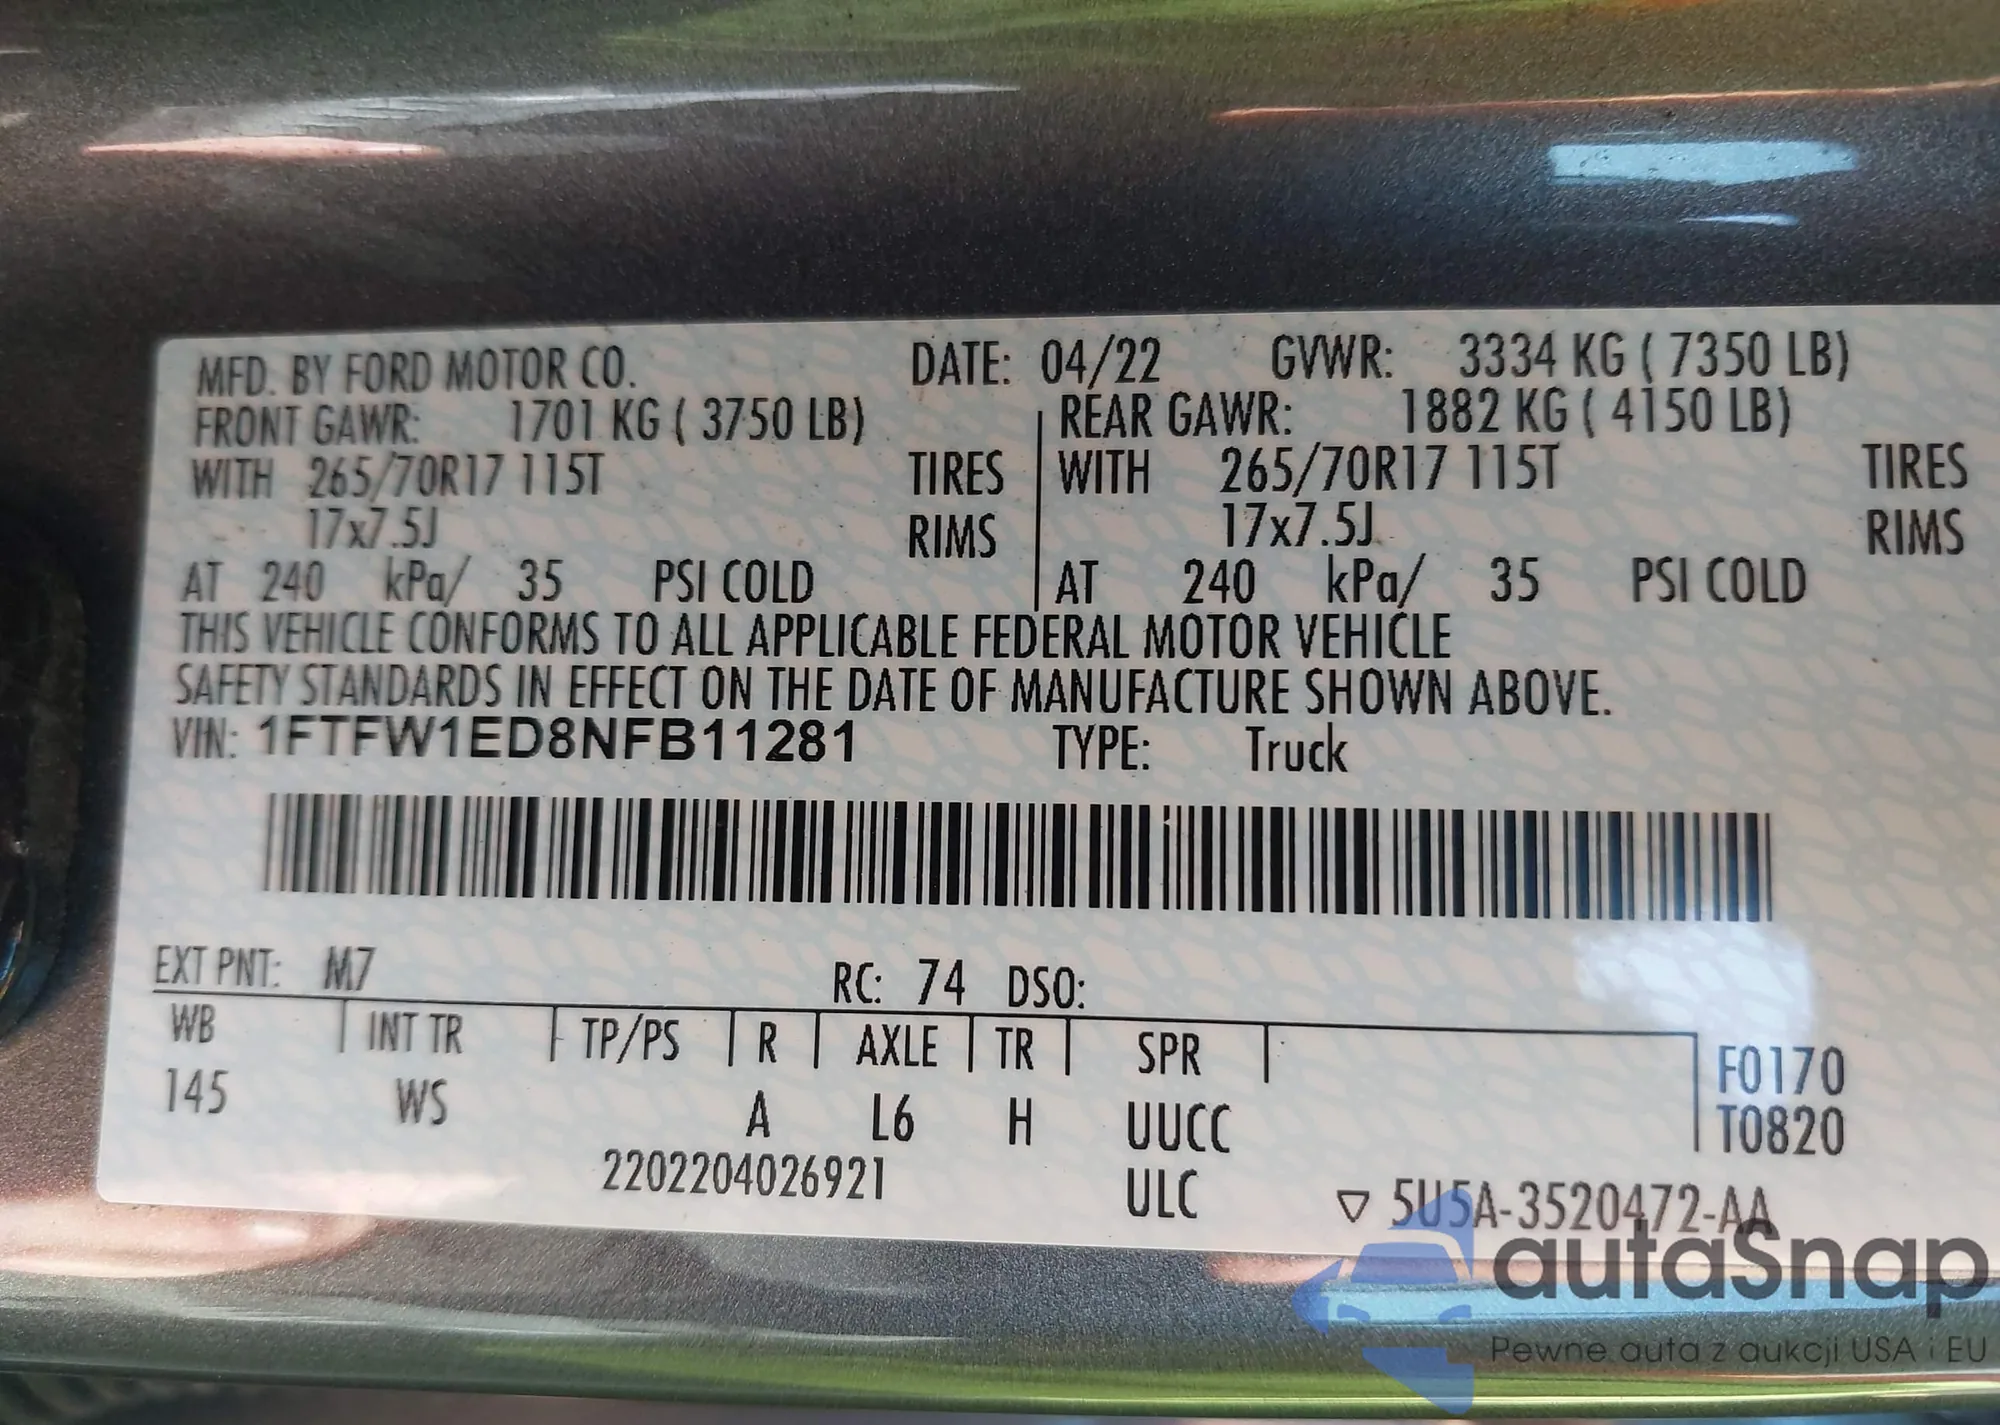 MFD. BY FORD MOTOR CO. DATE: 04/22 GVWR: 3334 KG ( 7350 LB)
FRONT GAWR: 1701 KG ( 3750 LB) REAR GAWR: 1882 KG ( 4150 LB)
WITH 265/70R17 115T TIRES WITH 265/70R17 115T TIRES
17x7.5J RIMS 17x7.5J RIMS
AT 240 kPa/ 35 PSI COLD AT 240 kPa/ 35 PSI COLD
THIS VEHICLE CONFORMS TO ALL APPLICABLE FEDERAL MOTOR VEHICLE
SAFETY STANDARDS IN EFFECT ON THE DATE OF MANUFACTURE SHOWN ABOVE.
VIN: 1FTFW1ED8NFB11281 TYPE: Truck
EXT PNT: M7 RC: 74 DSO:
WB INT TR TP/PS R AXLE TR SPR F0170
145 WS A L6 H UUCC T0820
2202204026921 ULC ▽ 5U5A-3520472-AA
autaSnap
Pewne auta z aukcji USA i EU